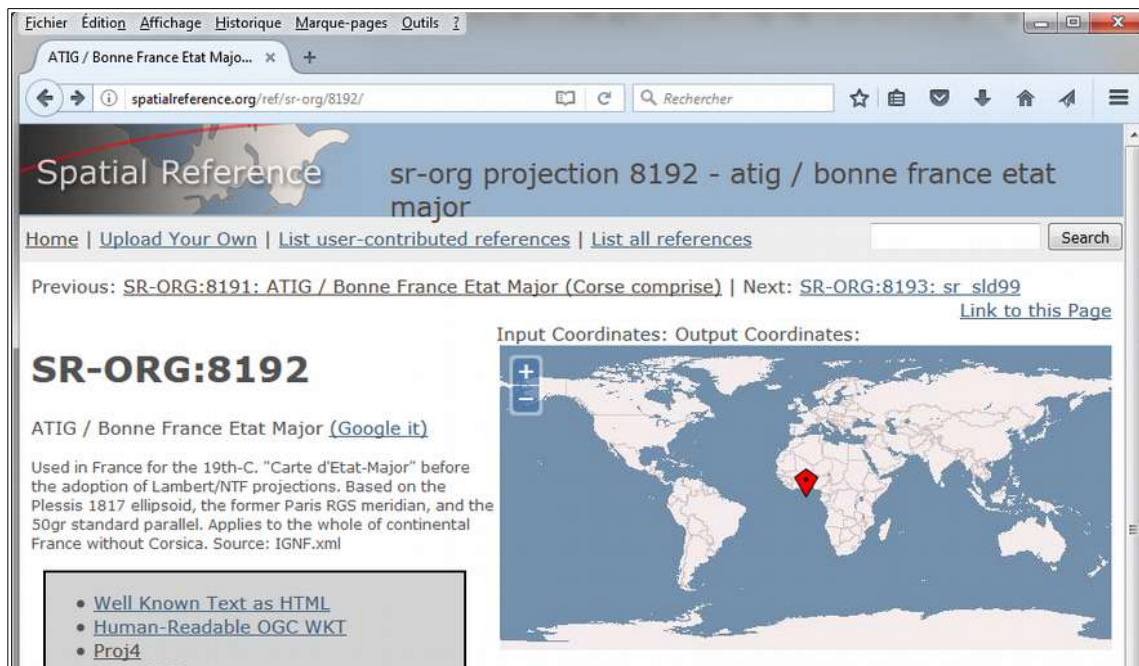 Fichier Édition Affichage Historique Marque-pages Outils ?
ATIG / Bonne France Etat Majo... × +
spatialreference.org/ref/sr-org/8192/ Rechercher
Spatial Reference
sr-org projection 8192 - atig / bonne france etat
major
Home | Upload Your Own | List user-contributed references | List all references Search
Previous: SR-ORG:8191: ATIG / Bonne France Etat Major (Corse comprise) | Next: SR-ORG:8193: sr_sld99
Link to this Page
Input Coordinates: Output Coordinates:
+
−
SR-ORG:8192
ATIG / Bonne France Etat Major (Google it)
Used in France for the 19th-C. "Carte d'Etat-Major" before
the adoption of Lambert/NTF projections. Based on the
Plessis 1817 ellipsoid, the former Paris RGS meridian, and the
50gr standard parallel. Applies to the whole of continental
France without Corsica. Source: IGNF.xml
• Well Known Text as HTML
• Human-Readable OGC WKT
• Proj4